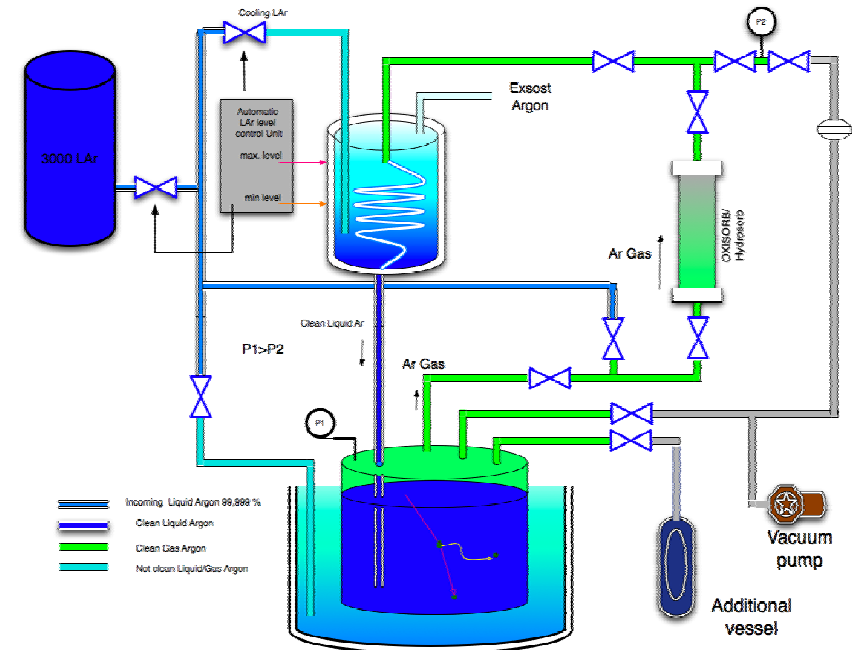 Cooling LAr
P2
Exsost
Argon
Automatic
LAr level
control Unit
max. level
min level
3000 LAr
OXISORB/
Hydrosorb
Ar Gas
Clean Liquid Ar
P1>P2
Ar Gas
P1
Incoming Liquid Argon 99,999 %
Clean Liquid Argon
Clean Gas Argon
Not clean Liquid/Gas Argon
Vacuum
pump
Additional
vessel